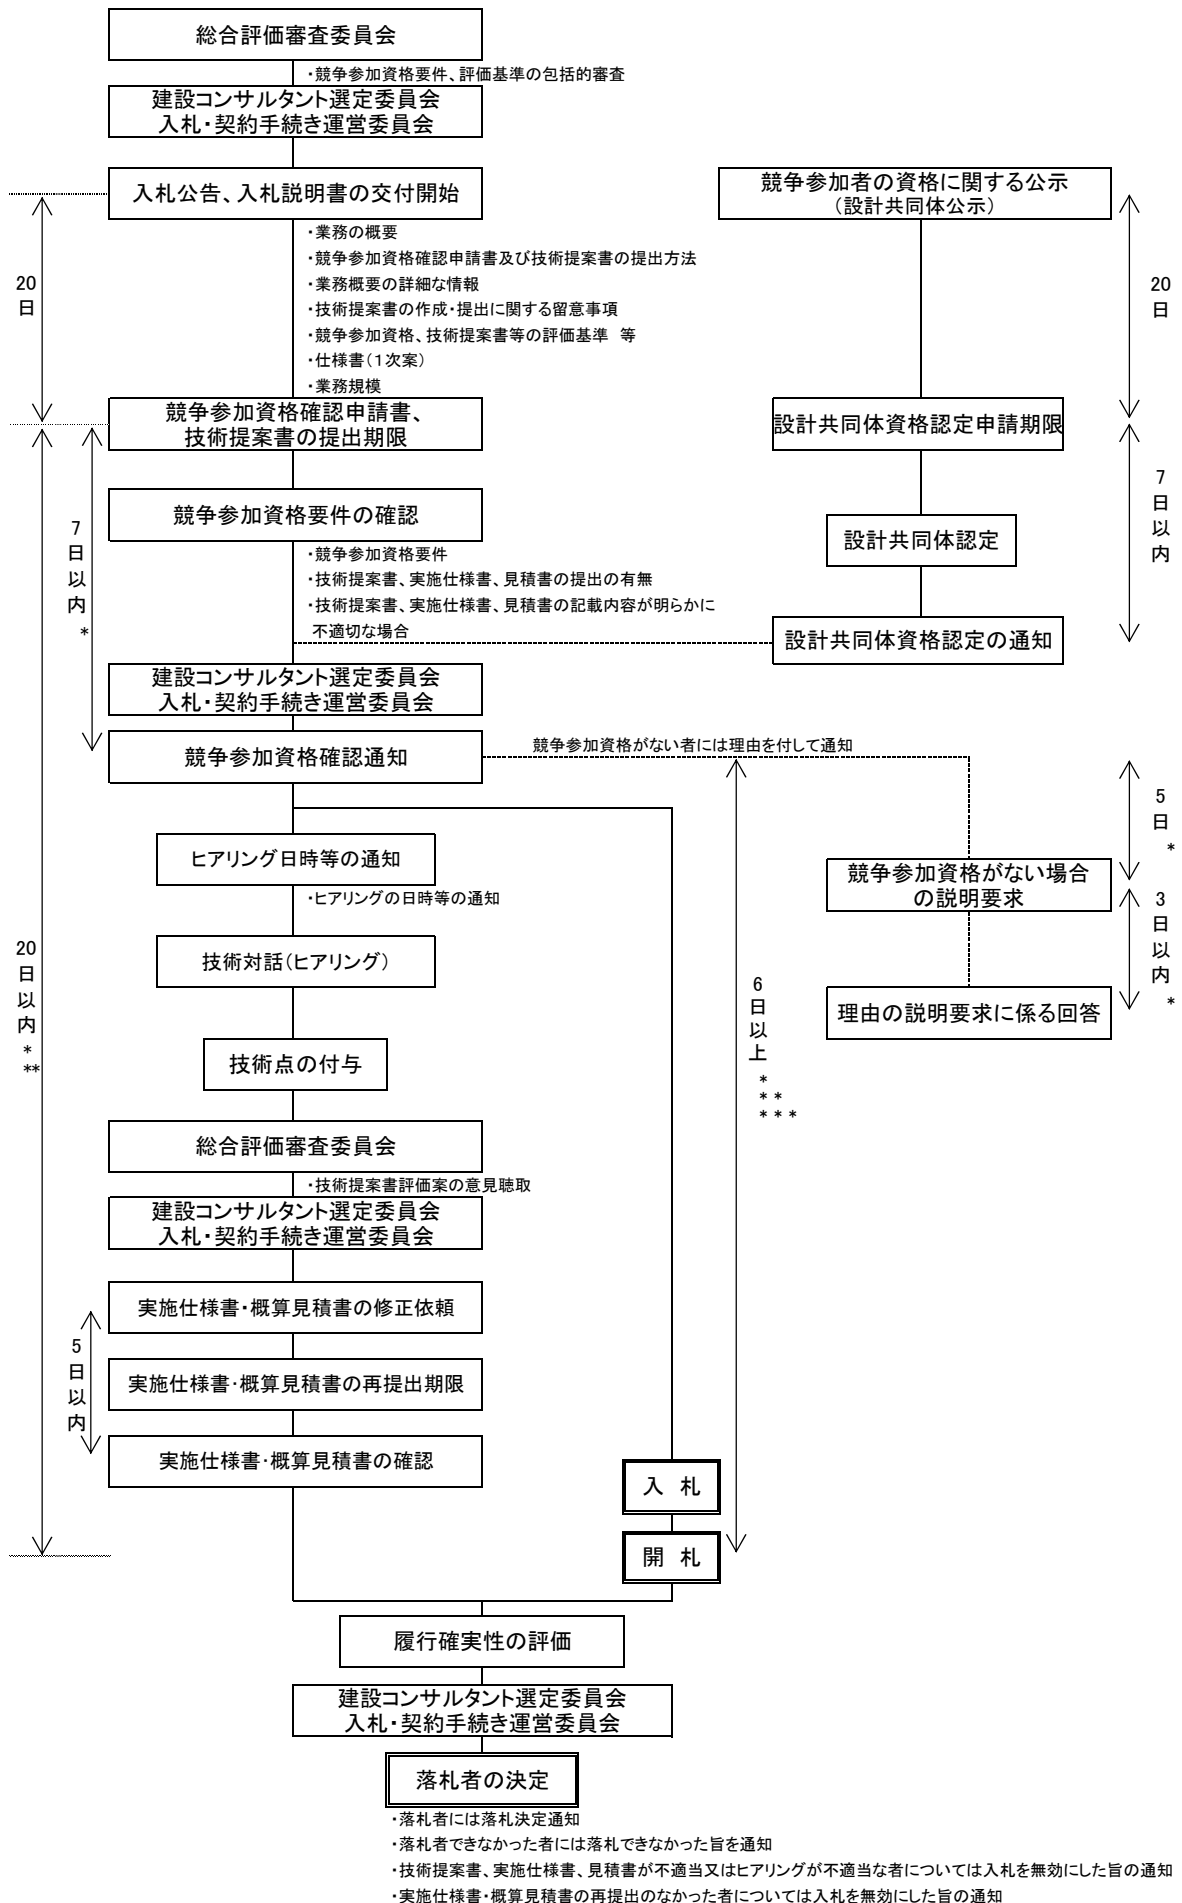 総合評価審査委員会
・競争参加資格要件、評価基準の包括的審査
建設コンサルタント選定委員会
入札・契約手続き運営委員会
入札公告、入札説明書の交付開始
競争参加者の資格に関する公示
(設計共同体公示)
・業務の概要
・競争参加資格確認申請書及び技術提案書の提出方法
・業務概要の詳細な情報
・技術提案書の作成・提出に関する留意事項
・競争参加資格、技術提案書等の評価基準 等
・仕様書(1次案)
・業務規模
20日
20日
競争参加資格確認申請書、
技術提案書の提出期限
設計共同体資格認定申請期限
7日以内*
7日以内
競争参加資格要件の確認
設計共同体認定
・競争参加資格要件
・技術提案書、実施仕様書、見積書の提出の有無
・技術提案書、実施仕様書、見積書の記載内容が明らかに
不適切な場合
設計共同体資格認定の通知
建設コンサルタント選定委員会
入札・契約手続き運営委員会
競争参加資格確認通知
競争参加資格がない者には理由を付して通知
5日*
ヒアリング日時等の通知
・ヒアリングの日時等の通知
競争参加資格がない場合
の説明要求
3日以内*
技術対話(ヒアリング)
理由の説明要求に係る回答
20日以内*
**
6日以上*
**
***
技術点の付与
総合評価審査委員会
・技術提案書評価案の意見聴取
建設コンサルタント選定委員会
入札・契約手続き運営委員会
実施仕様書・概算見積書の修正依頼
5日以内
実施仕様書・概算見積書の再提出期限
実施仕様書・概算見積書の確認
入 札
開 札
履行確実性の評価
建設コンサルタント選定委員会
入札・契約手続き運営委員会
落札者の決定
・落札者には落札決定通知
・落札者できなかった者には落札できなかった旨を通知
・技術提案書、実施仕様書、見積書が不適当又はヒアリングが不適当な者については入札を無効にした旨の通知
・実施仕様書・概算見積書の再提出のなかった者については入札を無効にした旨の通知